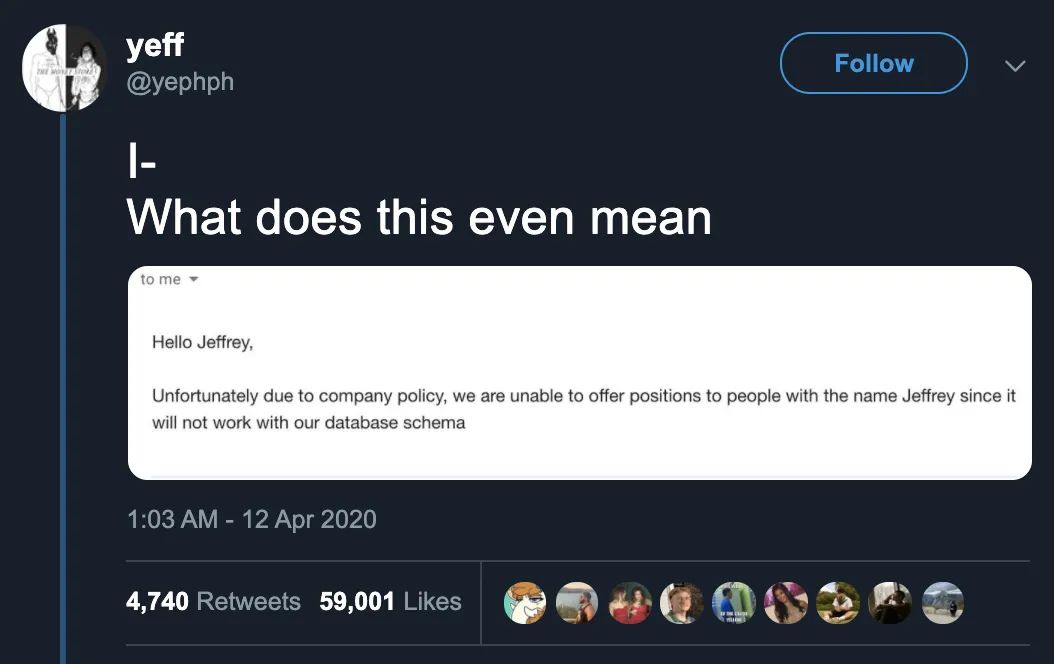 yeff
@yephph
Follow
I-
What does this even mean
to me
Hello Jeffrey,
Unfortunately due to company policy, we are unable to offer positions to people with the name Jeffrey since it
will not work with our database schema
1:03 AM - 12 Apr 2020
4,740 Retweets 59,001 Likes